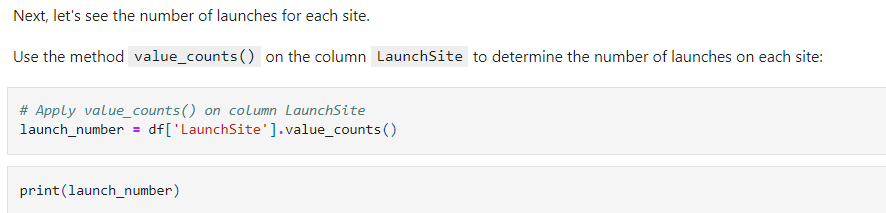 Next, let's see the number of launches for each site.
Use the method value_counts() on the column LaunchSite to determine the number of launches on each site:
# Apply value_counts() on column LaunchSite
launch_number = df['LaunchSite'].value_counts()
print(launch_number)